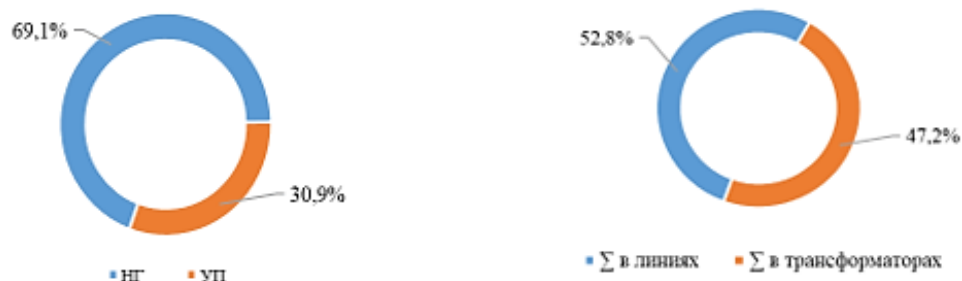 69,1%
30,9%
НГ УП
52,8%
47,2%
∑ в линиях ∑ в трансформаторах